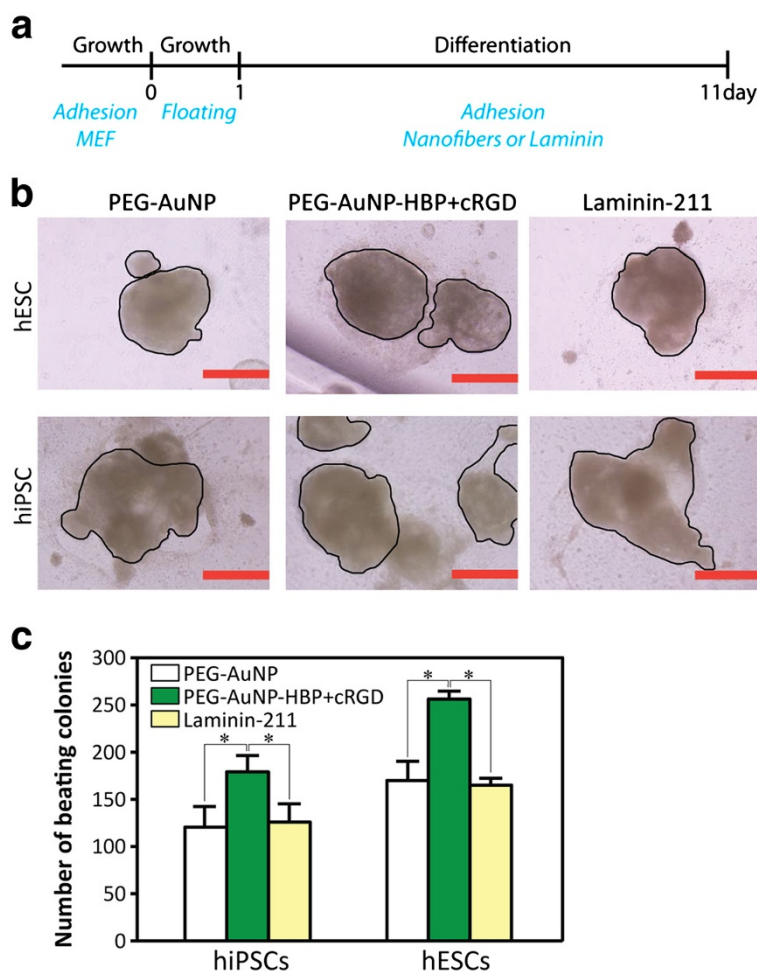 a
Growth Growth Differentiation
0 1 11day
Adhesion Floating Adhesion
MEF Nanofibers or Laminin
b
PEG-AuNP PEG-AuNP-HBP+cRGD Laminin-211
hESC
hiPSC
c
Number of beating colonies
300
250
200
150
100
50
0
PEG-AuNP
PEG-AuNP-HBP+cRGD
Laminin-211
* *
* *
hiPSCs hESCs